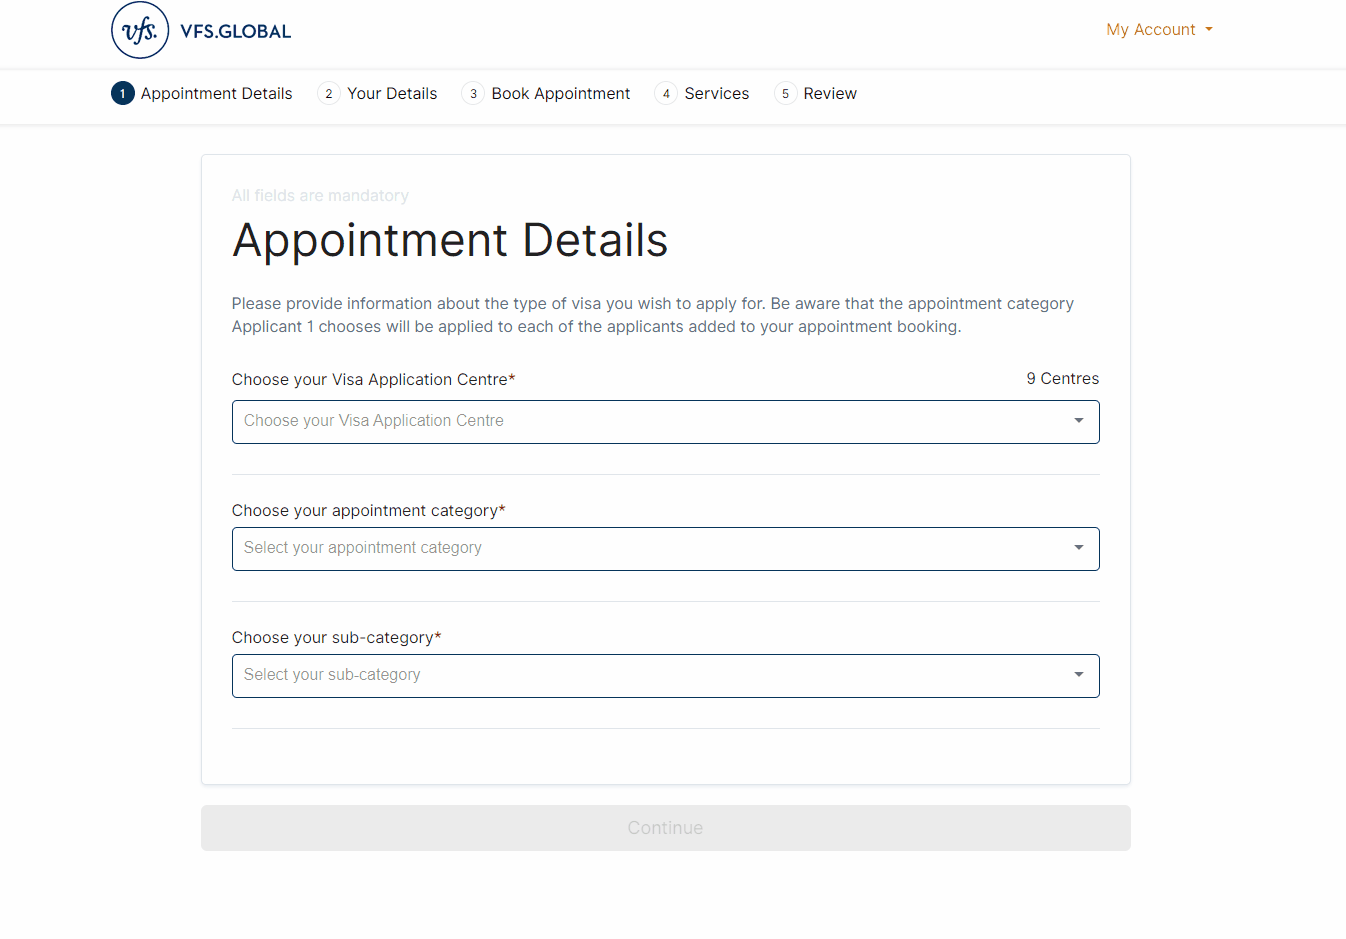 vfs. VFS.GLOBAL
My Account
1 Appointment Details 2 Your Details 3 Book Appointment 4 Services 5 Review
All fields are mandatory
Appointment Details
Please provide information about the type of visa you wish to apply for. Be aware that the appointment category
Applicant 1 chooses will be applied to each of the applicants added to your appointment booking.
Choose your Visa Application Centre* 9 Centres
Choose your Visa Application Centre
Choose your appointment category*
Select your appointment category
Choose your sub-category*
Select your sub-category
Continue